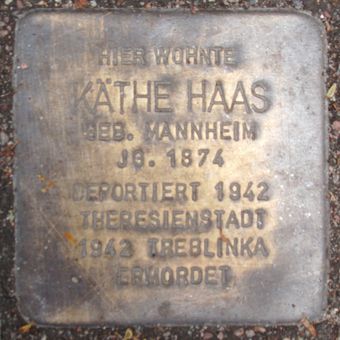 HIER WOHNTE
KÄTHE HAAS
GEB. MANNHEIM
JG. 1874
DEPORTIERT 1942
THERESIENSTADT
1942 TREBLINKA
ERMORDET